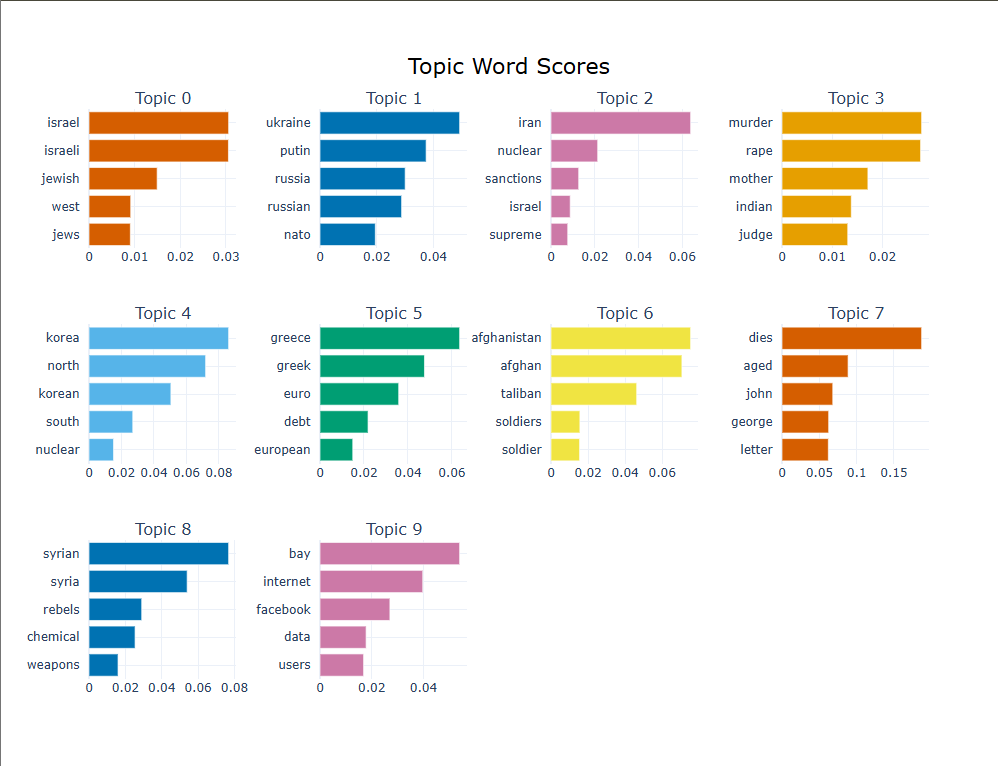 Topic Word Scores
Topic 0
israel
israeli
jewish
west
jews
0 0.01 0.02 0.03
Topic 1
ukraine
putin
russia
russian
nato
0 0.02 0.04
Topic 2
iran
nuclear
sanctions
israel
supreme
0 0.02 0.04 0.06
Topic 3
murder
rape
mother
indian
judge
0 0.01 0.02
Topic 4
korea
north
korean
south
nuclear
0 0.02 0.04 0.06 0.08
Topic 5
greece
greek
euro
debt
european
0 0.02 0.04 0.06
Topic 6
afghanistan
afghan
taliban
soldiers
soldier
0 0.02 0.04 0.06
Topic 7
dies
aged
john
george
letter
0 0.05 0.1 0.15
Topic 8
syrian
syria
rebels
chemical
weapons
0 0.02 0.04 0.06 0.08
Topic 9
bay
internet
facebook
data
users
0 0.02 0.04